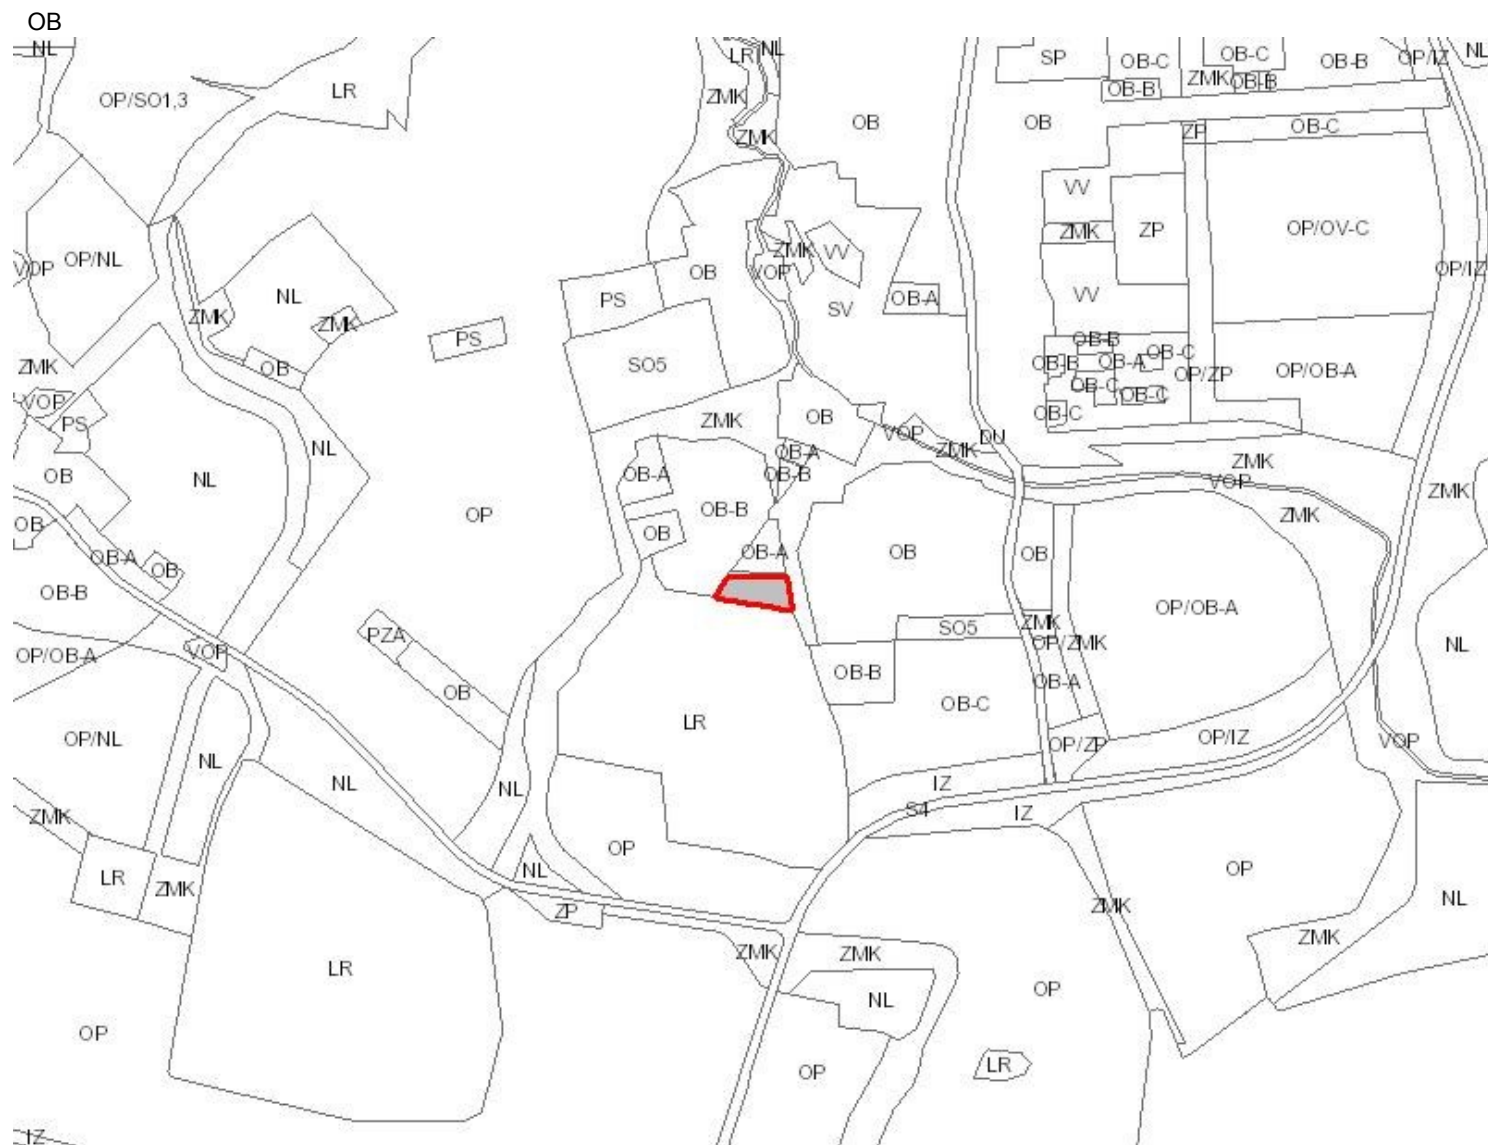 OB
NL
LR
NL
SP
OB-C
OB-C
OB-B
OP/IZ
NL
OP/SO1,3
LR
ZMK
OB-B
ZMK
OB-B
OB
OB
ZMK
ZP
OB-C
VV
OP/NL
VOP
ZMK
ZP
OP/OV-C
ZMK
VV
OB
VOP
OP/IZ
NL
PS
OB-A
VV
ZMK
ZMK
SV
PS
OB-B
OB-C
ZMK
OB
SO5
OB-B
OB-A
OP/ZP
OP/OB-A
OB-C
OB-C
VOP
PS
ZMK
OB
OB-C
VOP
DU
ZMK
NL
OB-A
ZMK
OB
NL
OB-A
OB-B
VOP
ZMK
OB-B
OP
ZMK
OB
OB
OB-A
OB
OB-A
OB
OB
OB-B
OP/OB-A
ZMK
SO5
PZA
OP/ZMK
NL
OP/OB-A
VOP
OB-B
OB-A
OB
OB-C
LR
OP/NL
OP/ZP
OP/IZ
VOP
NL
NL
NL
IZ
S4
IZ
ZMK
OP
NL
OP
LR
ZMK
NL
ZP
ZMK
ZMK
ZMK
ZMK
LR
OP
NL
OP
LR
OP
IZ